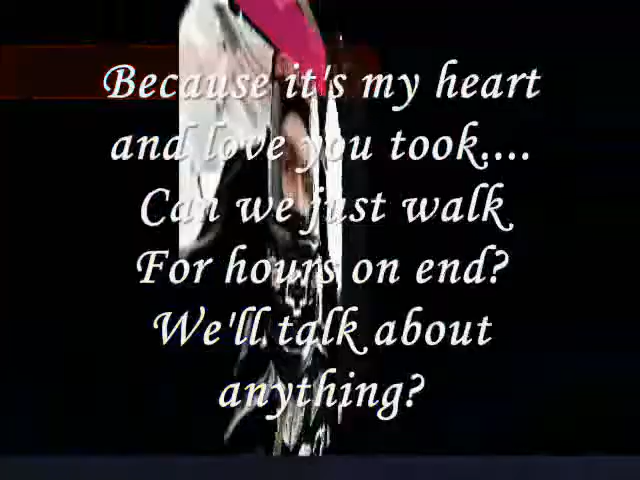 Because it's my heart
and love you took....
Can we just walk
For hours on end?
We'll talk about
anything?